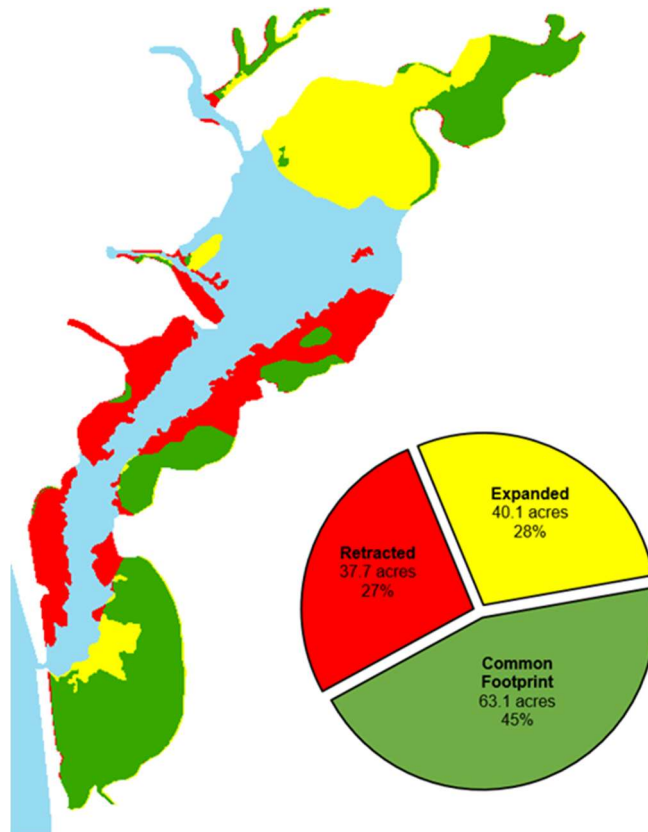 Expanded
40.1 acres
28%
Retracted
37.7 acres
27%
Common
Footprint
63.1 acres
45%